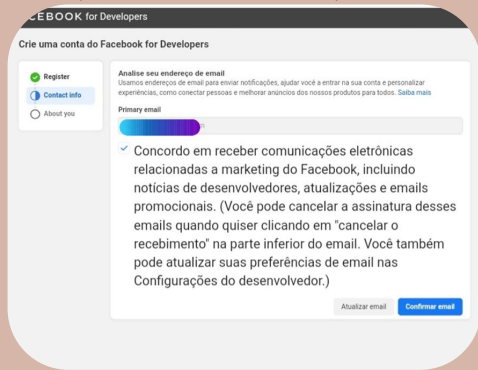 CEBOOK for Developers
Crie uma conta do Facebook for Developers
Register
Contact info
About you
Analise seu endereço de email
Usamos endereços de email para enviar notificações, ajudar você a entrar na sua conta e personalizar
experiências, como conectar pessoas e melhorar anúncios dos nossos produtos para todos. Saiba mais
Primary email
Concordo em receber comunicações eletrônicas
relacionadas a marketing do Facebook, incluindo
notícias de desenvolvedores, atualizações e emails
promocionais. (Você pode cancelar a assinatura desses
emails quando quiser clicando em "cancelar o
recebimento" na parte inferior do email. Você também
pode atualizar suas preferências de email nas
Configurações do desenvolvedor.)
Atualizar email
Confirmar email